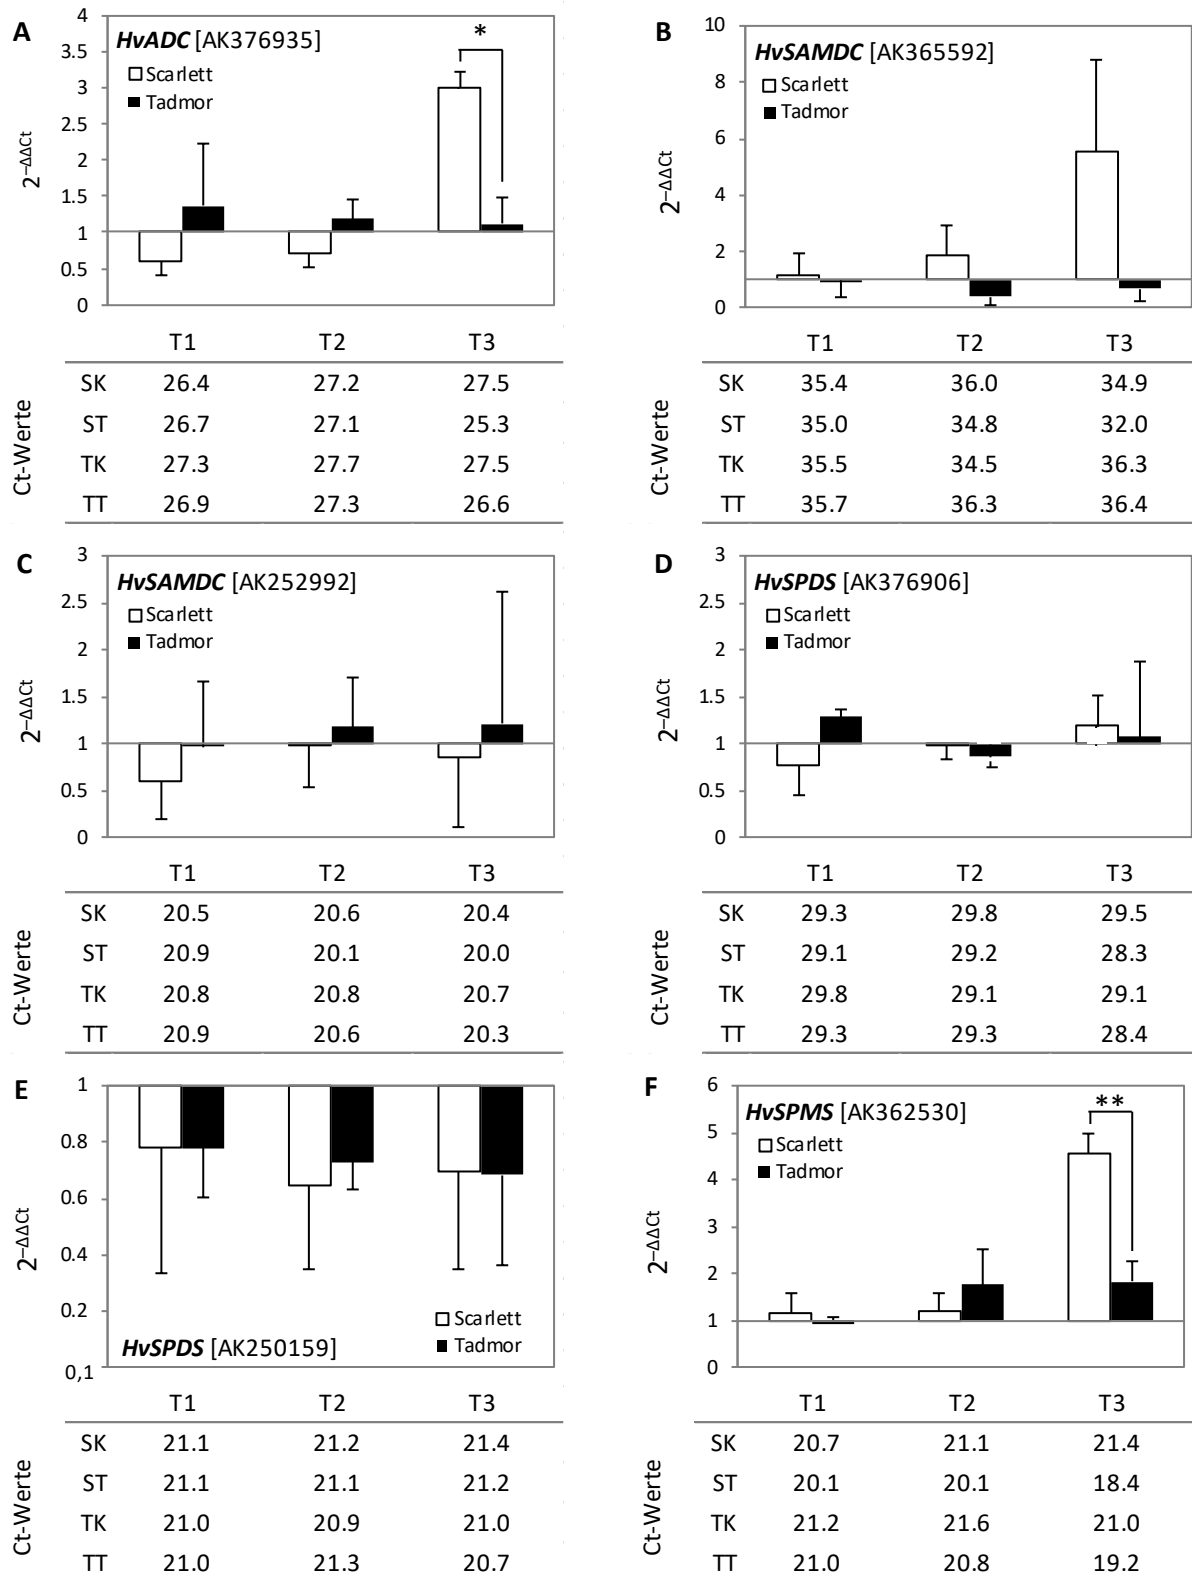 A
HvADC [AK376935]
Scarlett
Tadmor
*
2−ΔΔCt
4
3.5
3
2.5
2
1.5
1
0.5
0
T1 T2 T3
Ct-Werte
SK 26.4 27.2 27.5
ST 26.7 27.1 25.3
TK 27.3 27.7 27.5
TT 26.9 27.3 26.6
B
HvSAMDC [AK365592]
Scarlett
Tadmor
2−ΔΔCt
10
8
6
4
2
0
T1 T2 T3
Ct-Werte
SK 35.4 36.0 34.9
ST 35.0 34.8 32.0
TK 35.5 34.5 36.3
TT 35.7 36.3 36.4
C
HvSAMDC [AK252992]
Scarlett
Tadmor
2−ΔΔCt
3
2.5
2
1.5
1
0.5
0
T1 T2 T3
Ct-Werte
SK 20.5 20.6 20.4
ST 20.9 20.1 20.0
TK 20.8 20.8 20.7
TT 20.9 20.6 20.3
D
HvSPDS [AK376906]
Scarlett
Tadmor
2−ΔΔCt
3
2.5
2
1.5
1
0.5
0
T1 T2 T3
Ct-Werte
SK 29.3 29.8 29.5
ST 29.1 29.2 28.3
TK 29.8 29.1 29.1
TT 29.3 29.3 28.4
E
2−ΔΔCt
1
0.8
0.6
0.4
0.2
0,1
Scarlett
Tadmor
HvSPDS [AK250159]
T1 T2 T3
Ct-Werte
SK 21.1 21.2 21.4
ST 21.1 21.1 21.2
TK 21.0 20.9 21.0
TT 21.0 21.3 20.7
F
HvSPMS [AK362530]
Scarlett
Tadmor
**
2−ΔΔCt
6
5
4
3
2
1
0
T1 T2 T3
Ct-Werte
SK 20.7 21.1 21.4
ST 20.1 20.1 18.4
TK 21.2 21.6 21.0
TT 21.0 20.8 19.2